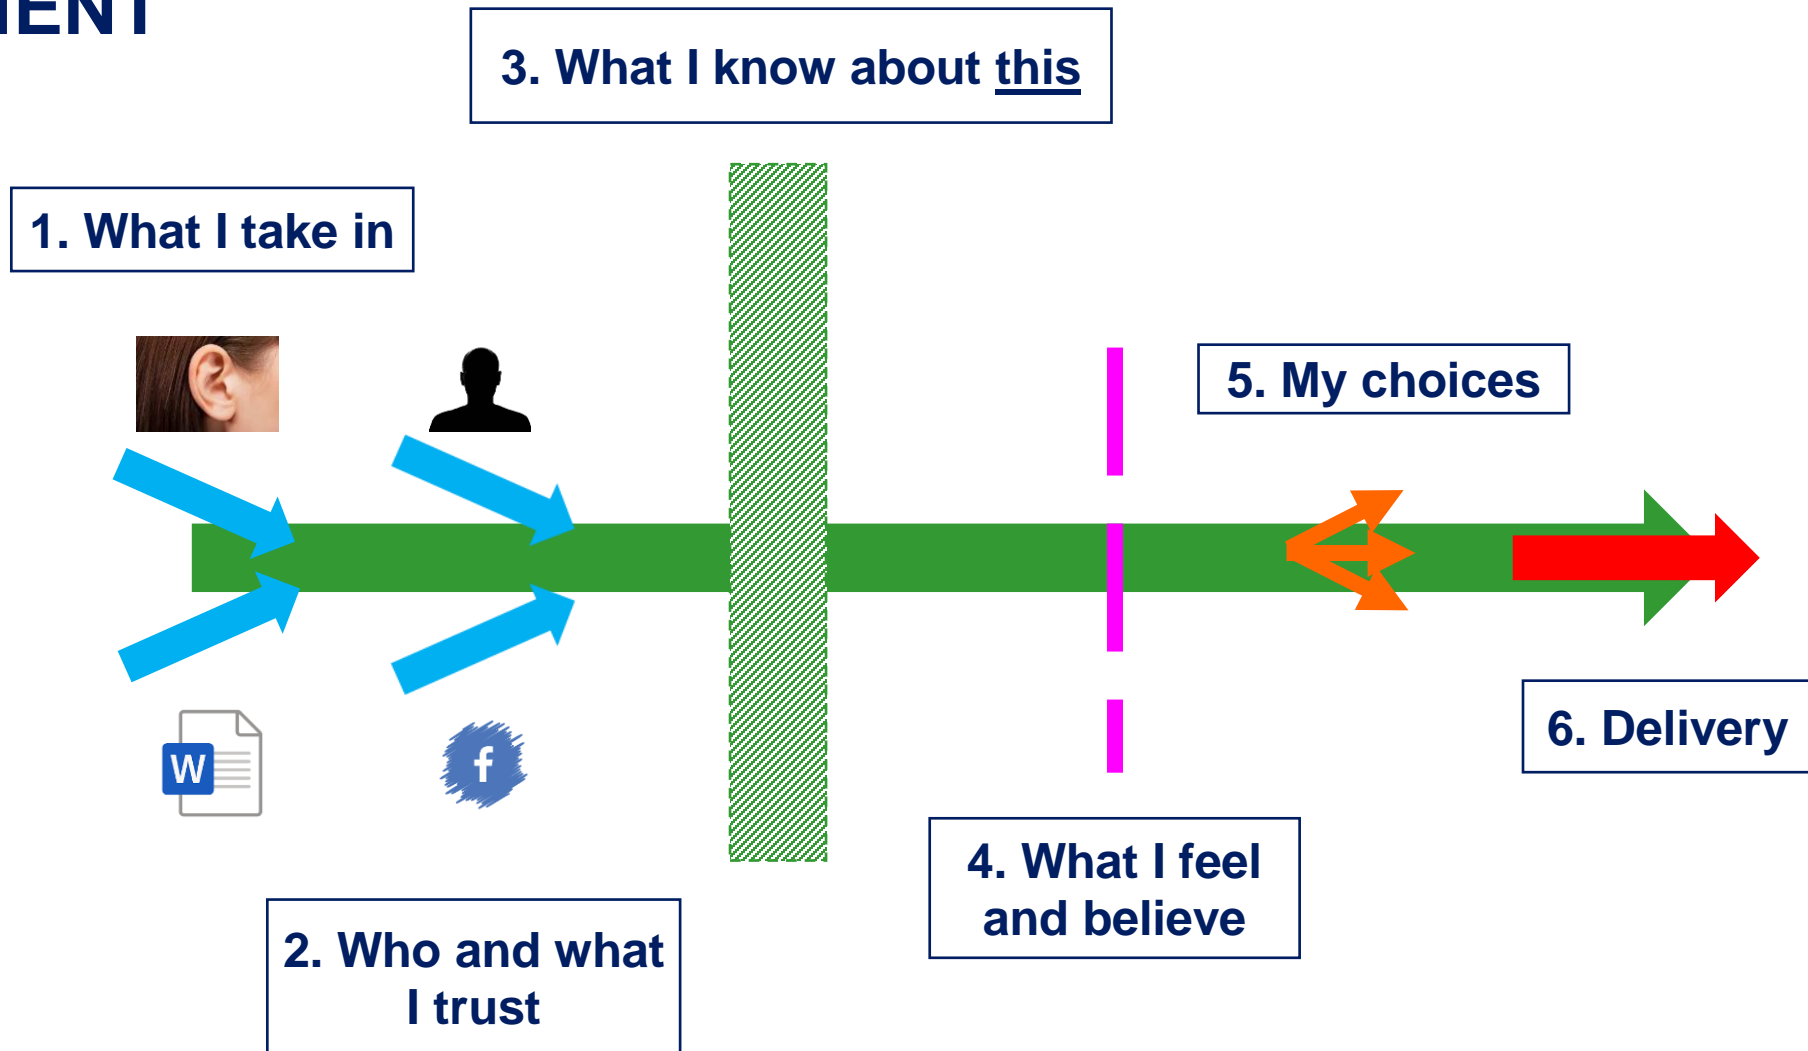 3. What I know about this
1. What I take in
5. My choices
W
f
6. Delivery
4. What I feel
and believe
2. Who and what
I trust